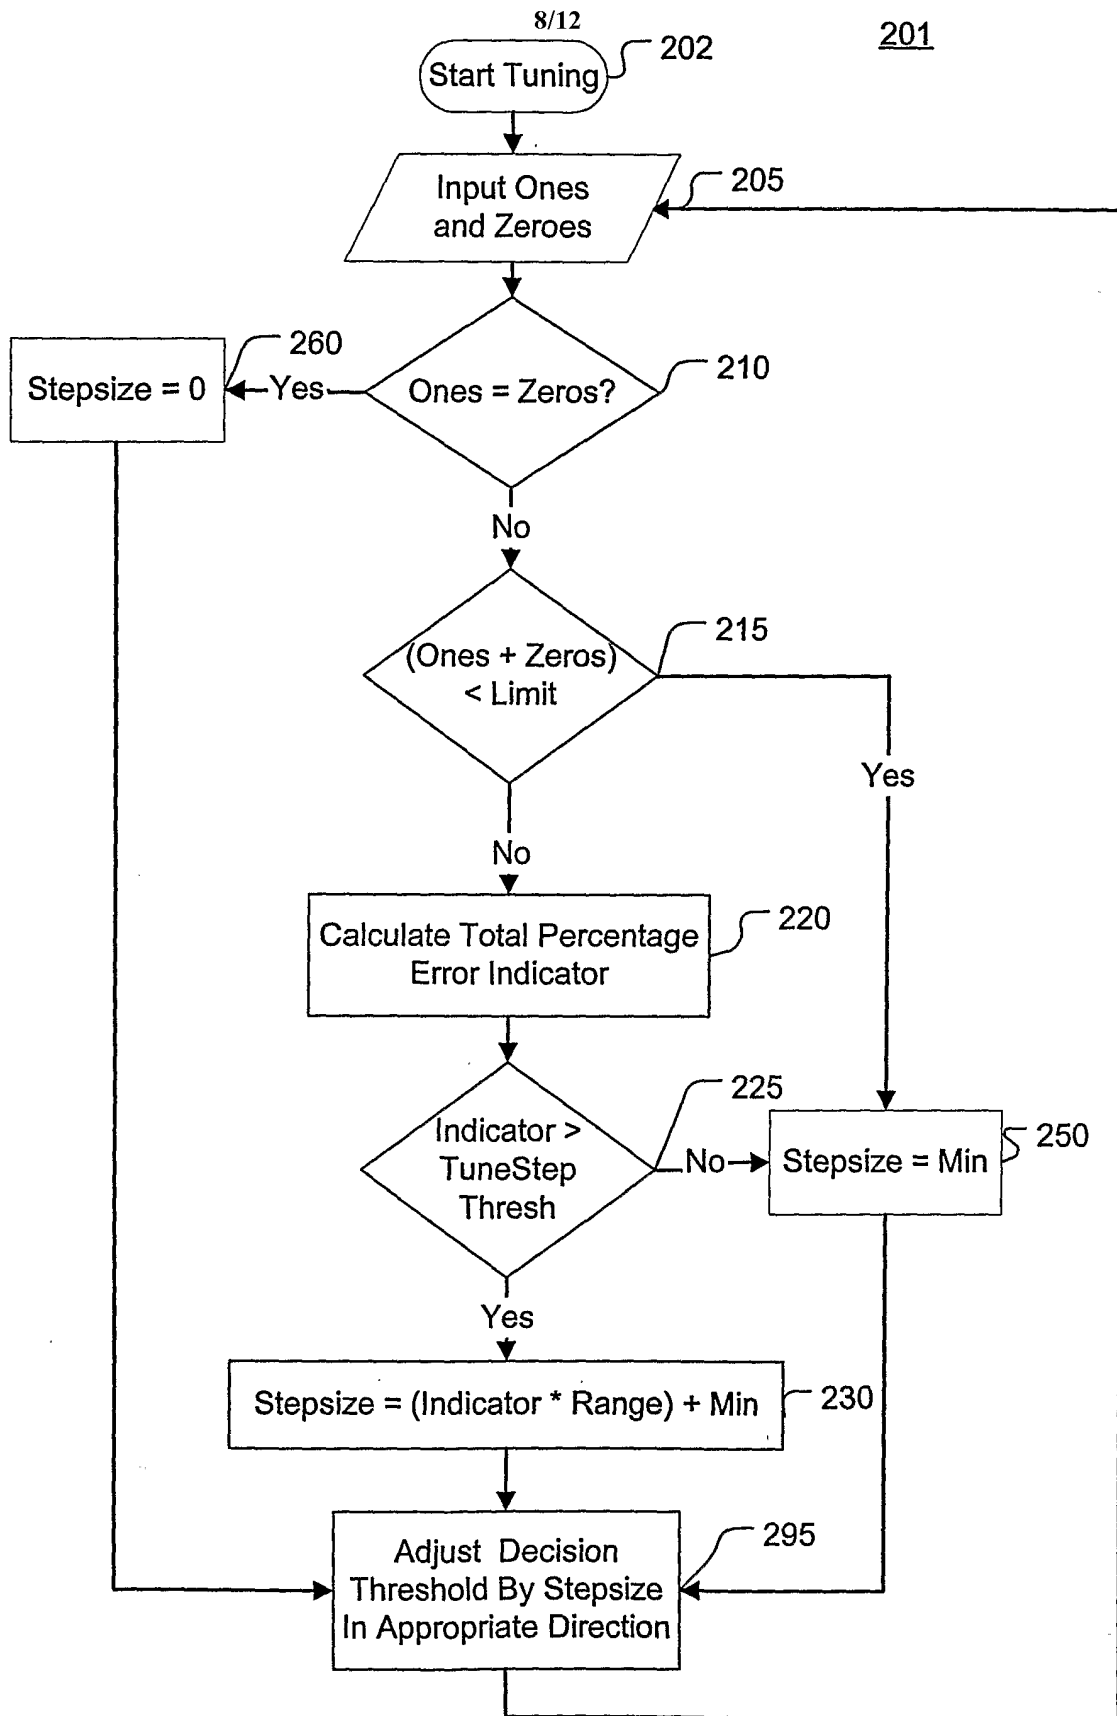 8/12
201
Start Tuning
202
Input Ones
and Zeroes
205
Ones = Zeros?
210
Yes
260
Stepsize = 0
No
(Ones + Zeros)
< Limit
215
Yes
No
Calculate Total Percentage
Error Indicator
220
Indicator >
TuneStep
Thresh
225
No
Stepsize = Min
250
Yes
Stepsize = (Indicator * Range) + Min
230
Adjust Decision
Threshold By Stepsize
In Appropriate Direction
295